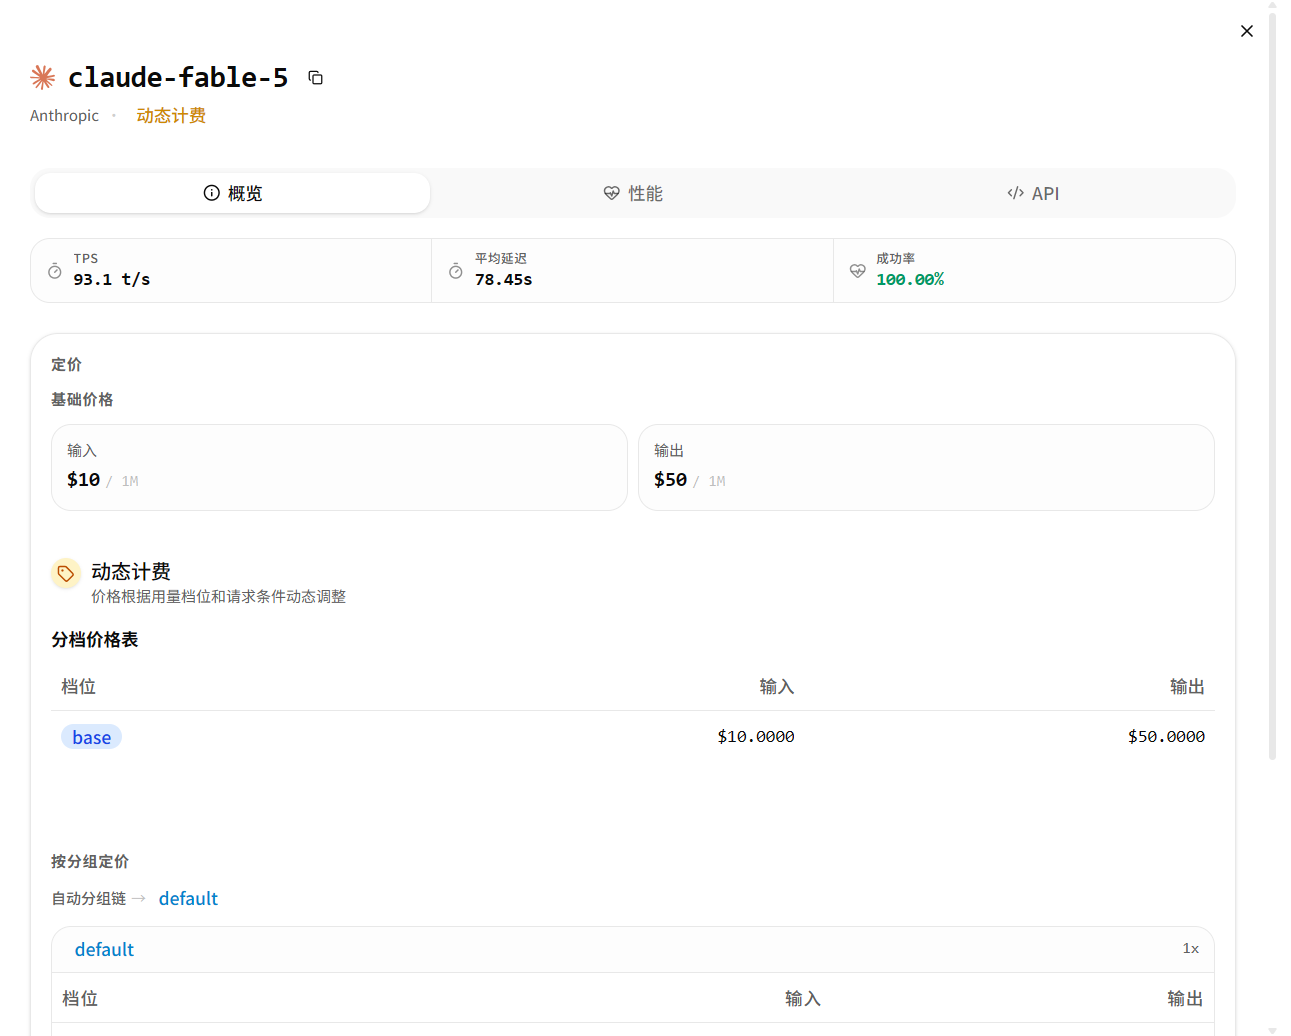 claude-fable-5
Anthropic · 动态计费
概览 性能 API
TPS 平均延迟 成功率
93.1 t/s 78.45s 100.00%
定价
基础价格
输入 输出
$10 / 1M $50 / 1M
动态计费
价格根据用量档位和请求条件动态调整
分档价格表
档位 输入 输出
base $10.0000 $50.0000
按分组定价
自动分组链 → default
default 1x
档位 输入 输出